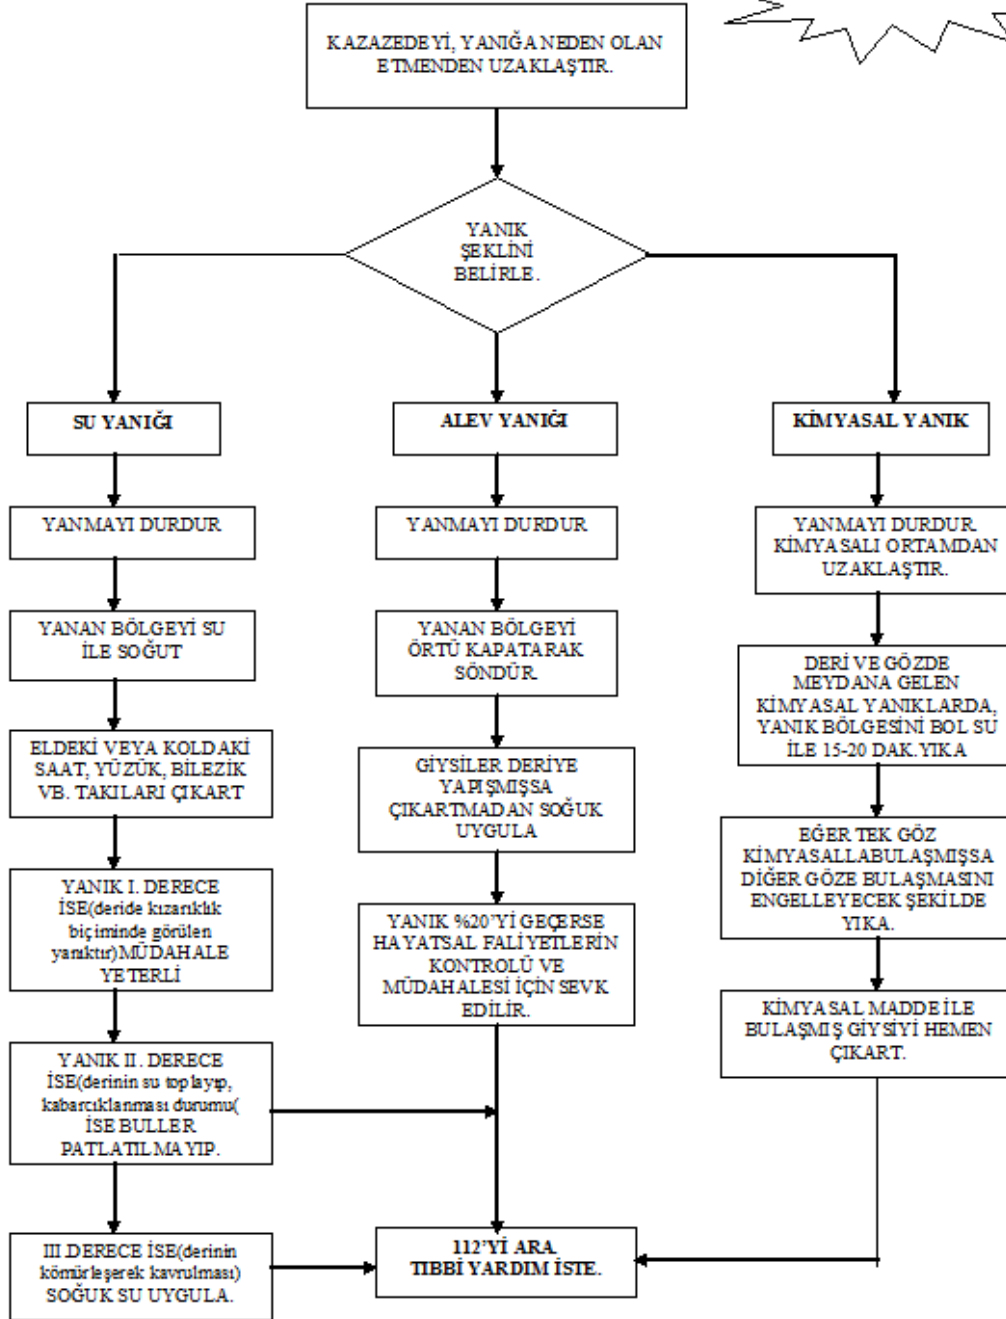 KAZAZEDEYİ, YANIĞA NEDEN OLAN
ETMENDEN UZAKLAŞTIR.
YANIK
ŞEKLİNİ
BELİRLE.
SU YANIĞI
YANMAYI DURDUR
YANAN BÖLGEYİ SU
İLE SOĞUT
ELDEKİ VEYA KOLDAKİ
SAAT, YÜZÜK, BİLEZİK
VB. TAKILARI ÇIKART
YANIK I. DERECE
İSE(deride kızarıklık
biçiminde görülen
yanıktır)MÜDAHALE
YETERLİ
YANIK II. DERECE
İSE(derinin su toplayıp,
kabarcıklanması durumu(
İSE BULLER
PATLATILMAYIP.
III.DERECE İSE(derinin
kömürleşerek kavrulması)
SOĞUK SU UYGULA.
ALEV YANIĞI
YANMAYI DURDUR
YANAN BÖLGEYİ
ÖRTÜ KAPATARAK
SÖNDÜR.
GİYSİLER DERİYE
YAPIŞMIŞSA
ÇIKARTMADAN SOĞUK
UYGULA
YANIK %20'Yİ GEÇERSE
HAYATSAL FALİYETLERİN
KONTROLÜ VE
MÜDAHALESİ İÇİN SEVK
EDİLİR.
112'Yİ ARA.
TIBBİ YARDIM İSTE.
KİMYASAL YANIK
YANMAYI DURDUR.
KİMYASALI ORTAMDAN
UZAKLAŞTIR.
DERİ VE GÖZDE
MEYDANA GELEN
KİMYASAL YANIKLARDA,
YANIK BÖLGESİNİ BOL SU
İLE 15-20 DAK.YIKA
EĞER TEK GÖZ
KİMYASALLABULAŞMIŞSA
DİĞER GÖZE BULAŞMASINI
ENGELLEYECEK ŞEKİLDE
YIKA.
KİMYASAL MADDE İLE
BULAŞMIŞ GİYSİYİ HEMEN
ÇIKART.